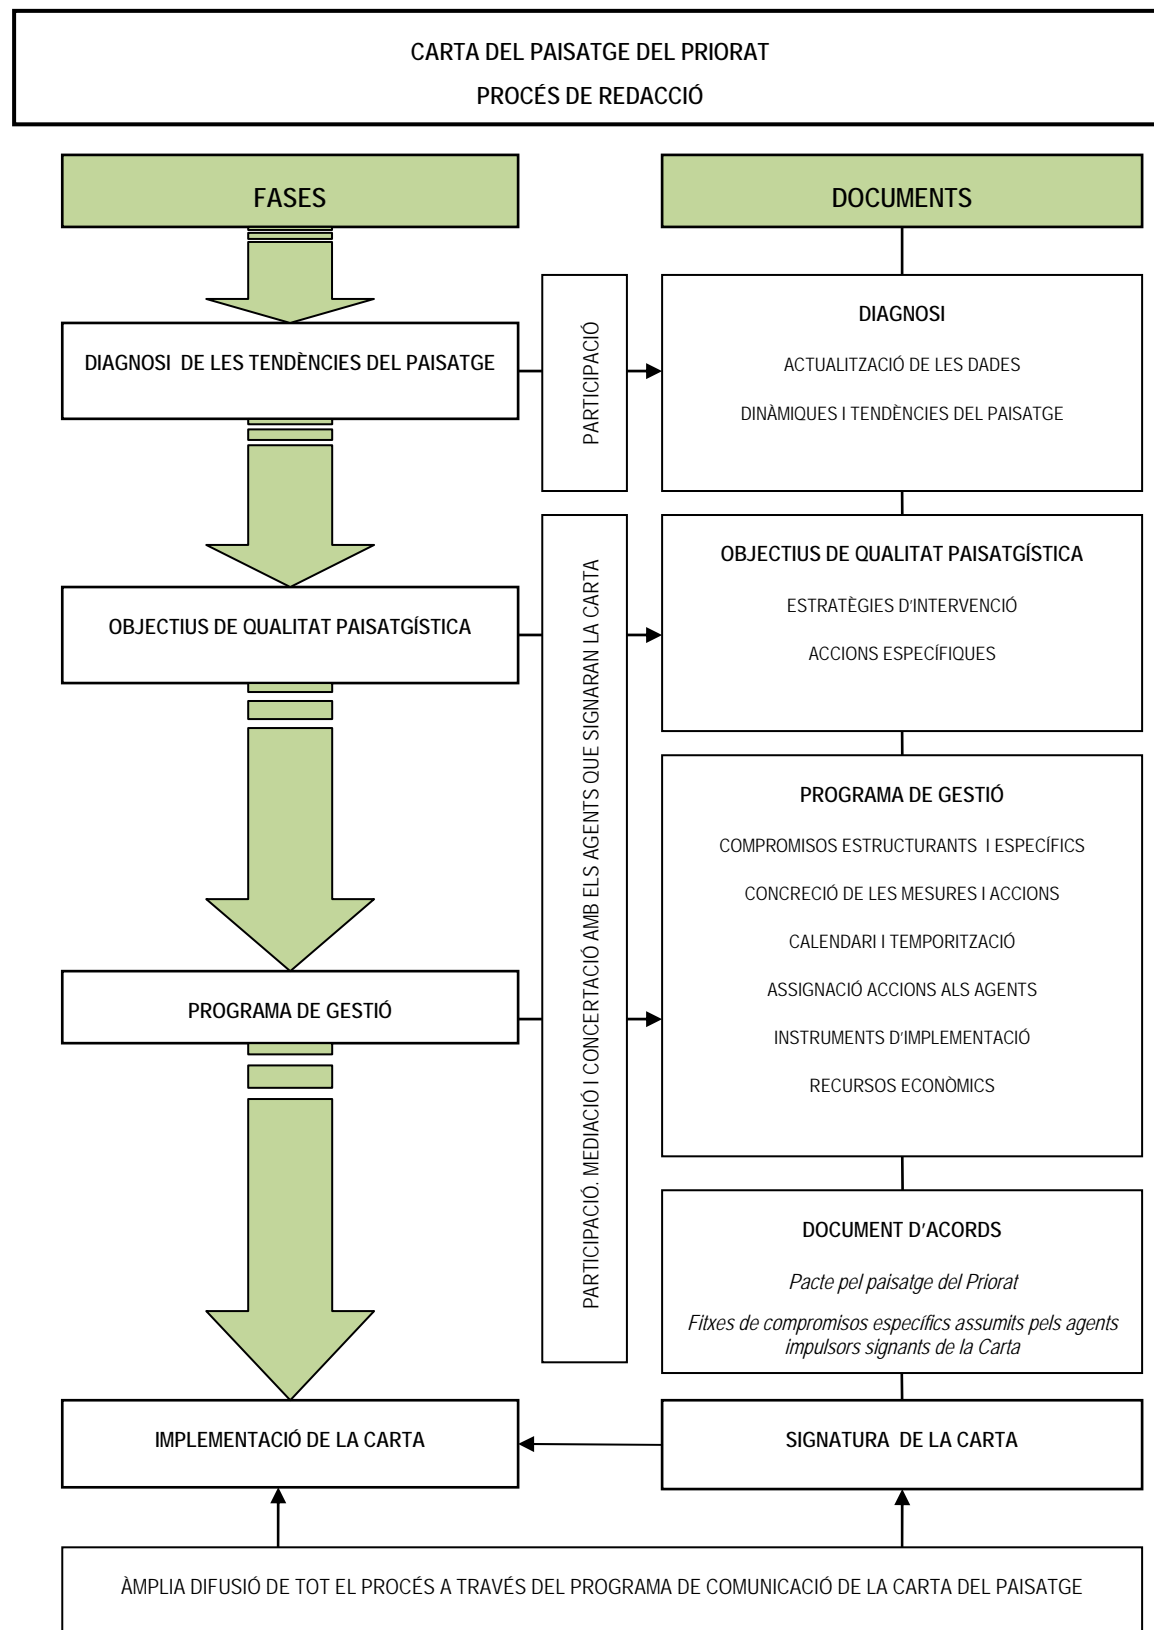 CARTA DEL PAISATGE DEL PRIORAT
PROCÉS DE REDACCIÓ
FASES
DOCUMENTS
DIAGNOSI DE LES TENDÈNCIES DEL PAISATGE
PARTICIPACIÓ
DIAGNOSI
ACTUALITZACIÓ DE LES DADES
DINÀMIQUES I TENDÈNCIES DEL PAISATGE
OBJECTIUS DE QUALITAT PAISATGÍSTICA
PARTICIPACIÓ. MEDIACIÓ I CONCERTACIÓ AMB ELS AGENTS QUE SIGNARAN LA CARTA
OBJECTIUS DE QUALITAT PAISATGÍSTICA
ESTRATÈGIES D'INTERVENCIÓ
ACCIONS ESPECÍFIQUES
PROGRAMA DE GESTIÓ
PROGRAMA DE GESTIÓ
COMPROMISOS ESTRUCTURANTS I ESPECÍFICS
CONCRECIÓ DE LES MESURES I ACCIONS
CALENDARI I TEMPORITZACIÓ
ASSIGNACIÓ ACCIONS ALS AGENTS
INSTRUMENTS D'IMPLEMENTACIÓ
RECURSOS ECONÒMICS
DOCUMENT D'ACORDS
Pacte pel paisatge del Priorat
Fitxes de compromisos específics assumits pels agents
impulsors signants de la Carta
IMPLEMENTACIÓ DE LA CARTA
SIGNATURA DE LA CARTA
ÀMPLIA DIFUSIÓ DE TOT EL PROCÉS A TRAVÉS DEL PROGRAMA DE COMUNICACIÓ DE LA CARTA DEL PAISATGE